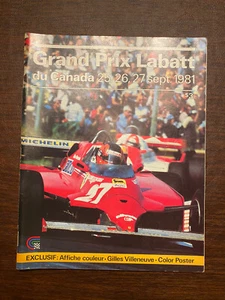 Grand Prix Labatt
du Canada 25, 26, 27 sept. 1981
MICHELIN
27
EXCLUSIF: Affiche couleur - Gilles Villeneuve - Color Poster